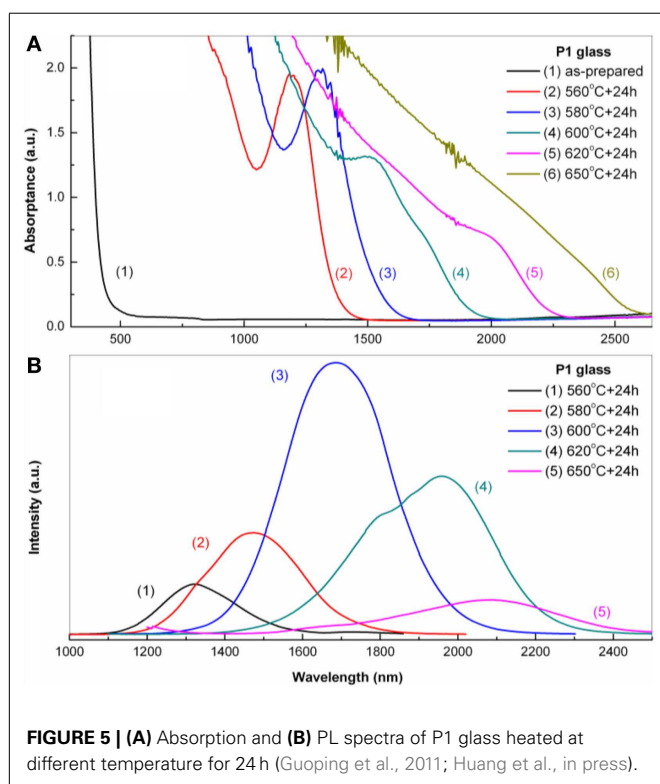 A
P1 glass
(1) as-prepared
(2) 560°C+24h
(3) 580°C+24h
(4) 600°C+24h
(5) 620°C+24h
(6) 650°C+24h
Absorptance (a.u.)
2.0
1.5
1.0
0.5
0.0
(1)
(2)
(3)
(4)
(5)
(6)
500
1000
1500
2000
2500
B
P1 glass
(1) 560°C+24h
(2) 580°C+24h
(3) 600°C+24h
(4) 620°C+24h
(5) 650°C+24h
Intensity (a.u.)
(1)
(2)
(3)
(4)
(5)
1000
1200
1400
1600
1800
2000
2200
2400
Wavelength (nm)
FIGURE 5 | (A) Absorption and (B) PL spectra of P1 glass heated at
different temperature for 24 h (Guoping et al., 2011; Huang et al., in press).